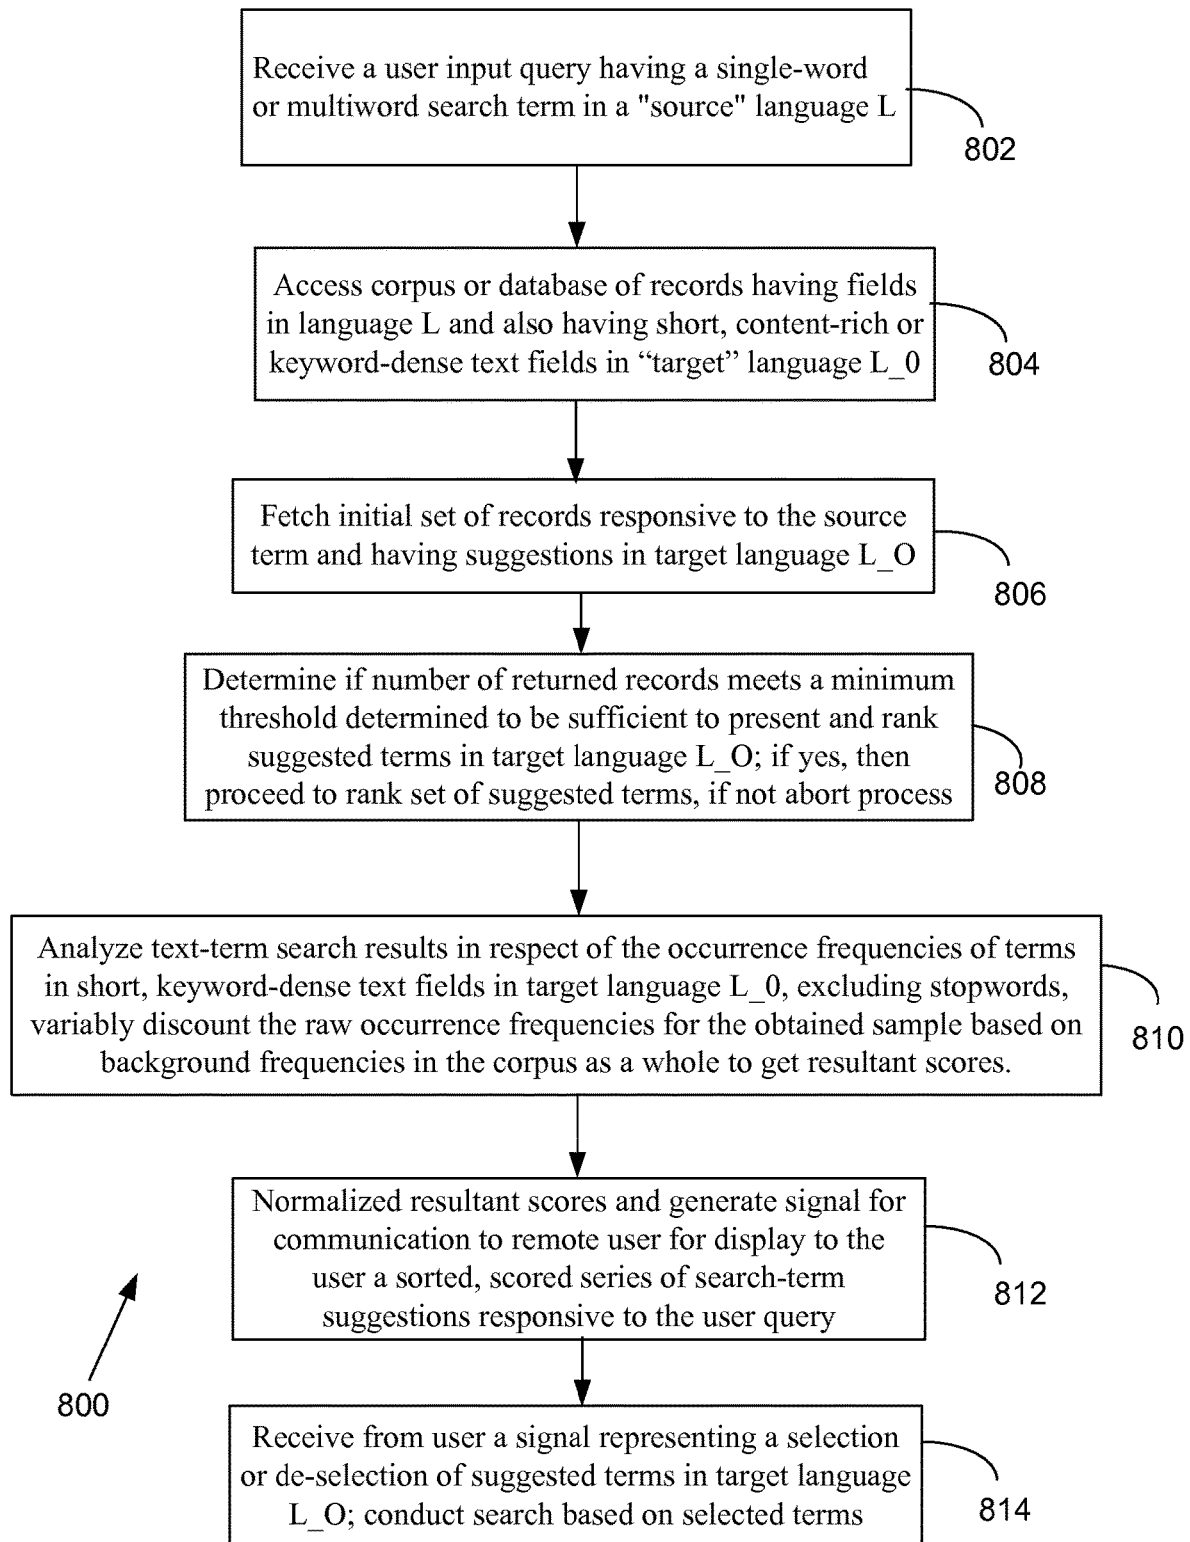 Receive a user input query having a single-word
or multiword search term in a "source" language L
802
Access corpus or database of records having fields
in language L and also having short, content-rich or
keyword-dense text fields in “target” language L_0
804
Fetch initial set of records responsive to the source
term and having suggestions in target language L_O
806
Determine if number of returned records meets a minimum
threshold determined to be sufficient to present and rank
suggested terms in target language L_O; if yes, then
proceed to rank set of suggested terms, if not abort process
808
Analyze text-term search results in respect of the occurrence frequencies of terms
in short, keyword-dense text fields in target language L_0, excluding stopwords,
variably discount the raw occurrence frequencies for the obtained sample based on
background frequencies in the corpus as a whole to get resultant scores.
810
Normalized resultant scores and generate signal for
communication to remote user for display to the
user a sorted, scored series of search-term
suggestions responsive to the user query
812
800
Receive from user a signal representing a selection
or de-selection of suggested terms in target language
L_O; conduct search based on selected terms
814